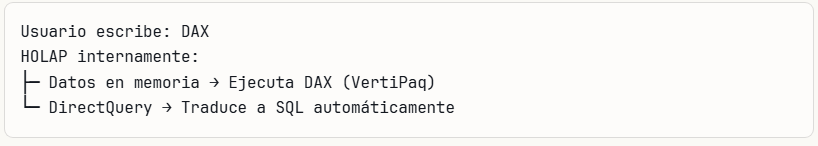 Usuario escribe: DAX
HOLAP internamente:
├─ Datos en memoria → Ejecuta DAX (VertiPaq)
└─ DirectQuery → Traduce a SQL automáticamente